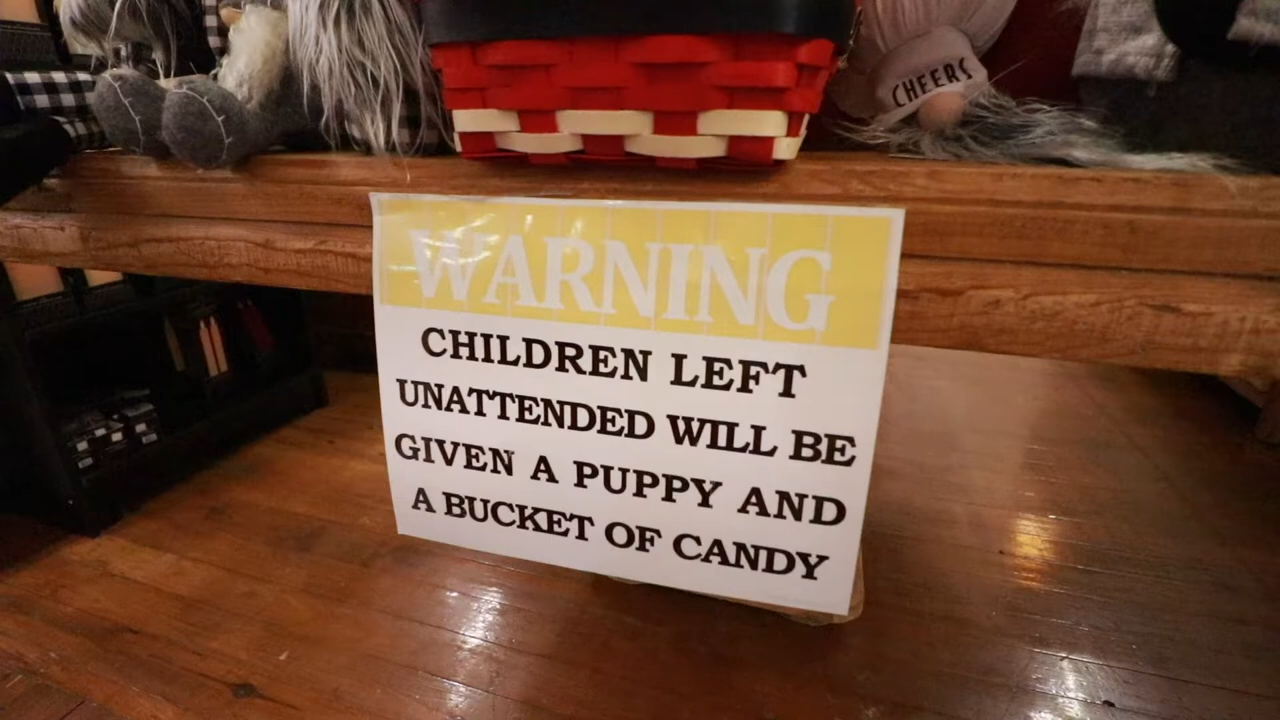 CHEERS
WARNING
CHILDREN LEFT
UNATTENDED WILL BE
GIVEN A PUPPY AND
A BUCKET OF CANDY